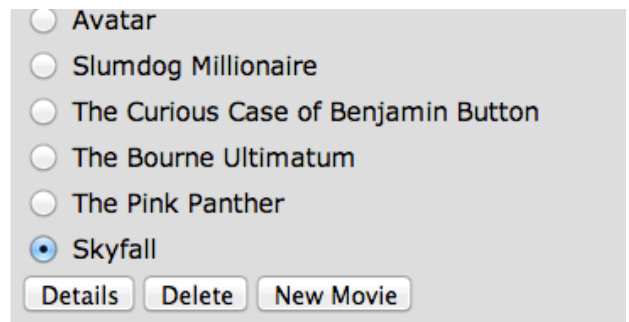 Avatar
Slumdog Millionaire
The Curious Case of Benjamin Button
The Bourne Ultimatum
The Pink Panther
Skyfall
Details Delete New Movie